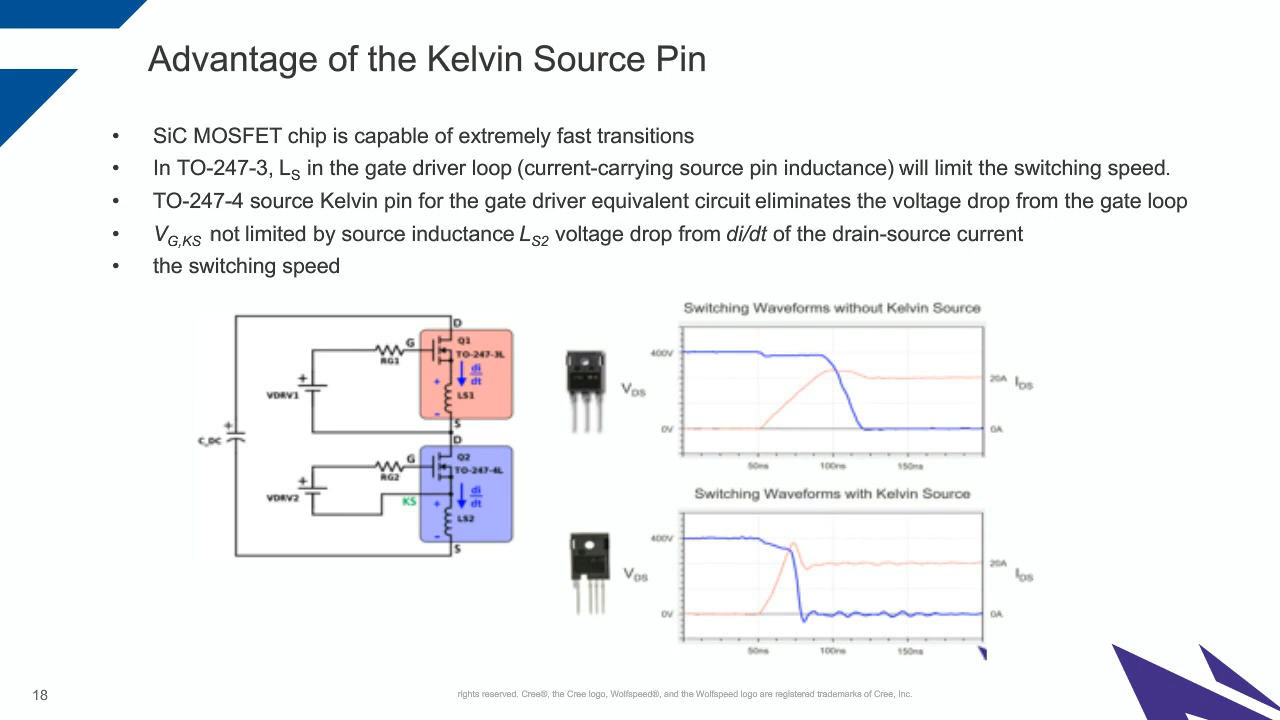 Advantage of the Kelvin Source Pin
• SiC MOSFET chip is capable of extremely fast transitions
• In TO-247-3, LS in the gate driver loop (current-carrying source pin inductance) will limit the switching speed.
• TO-247-4 source Kelvin pin for the gate driver equivalent circuit eliminates the voltage drop from the gate loop
• VG,KS not limited by source inductance LS2 voltage drop from di/dt of the drain-source current
• the switching speed
D
G
Q1
TO-247-3L
RG1
+
di
dt
+
VDRV1
LS1
-
S
+
C_DC
D
G
Q2
TO-247-4L
RG2
+
di
dt
VDRV2
KS
+
LS2
-
S
Switching Waveforms without Kelvin Source
400V
VDS
20A
IDS
0V
0A
50ns
100ns
150ns
Switching Waveforms with Kelvin Source
400V
VDS
20A
IDS
0V
0A
50ns
100ns
150ns
18
rights reserved. Cree®, the Cree logo, Wolfspeed®, and the Wolfspeed logo are registered trademarks of Cree, Inc.